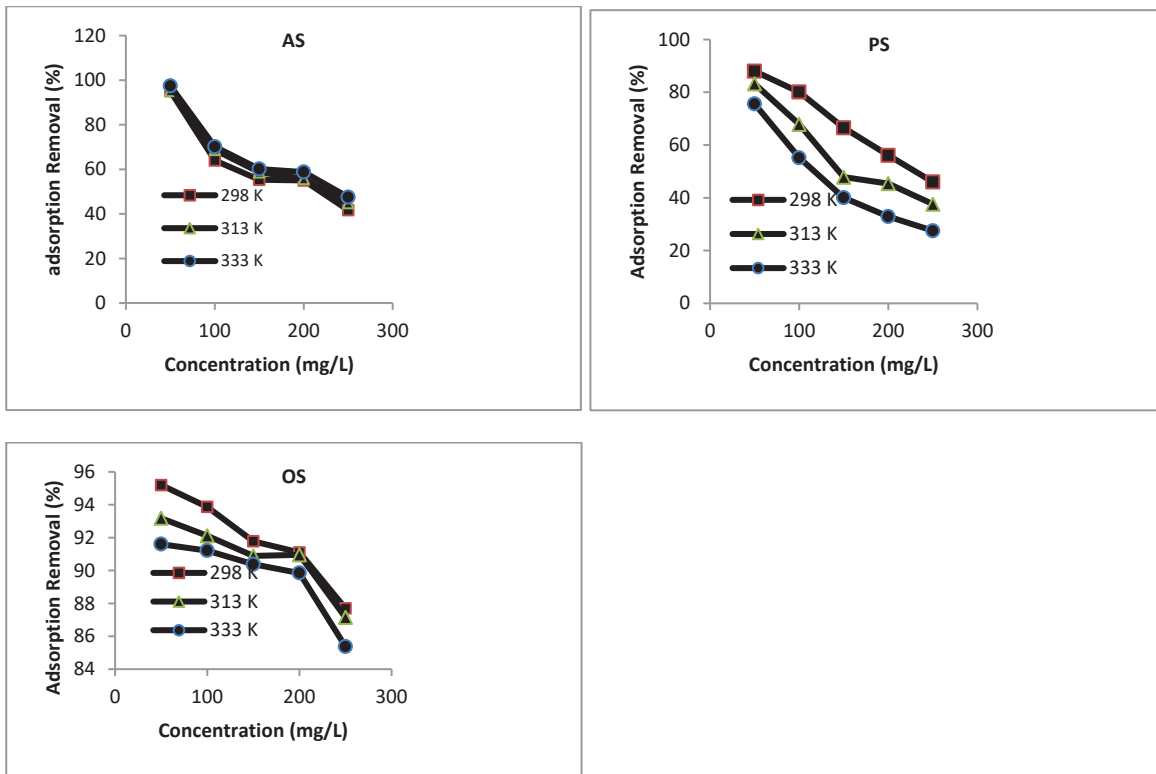 AS
adsorption Removal (%)
120
100
80
60
40
20
0
298 K
313 K
333 K
0 100 200 300
Concentration (mg/L)
PS
Adsorption Removal (%)
100
80
60
40
20
0
298 K
313 K
333 K
0 100 200 300
Concentration (mg/L)
OS
Adsorption Removal (%)
96
94
92
90
88
86
84
298 K
313 K
333 K
0 100 200 300
Concentration (mg/L)